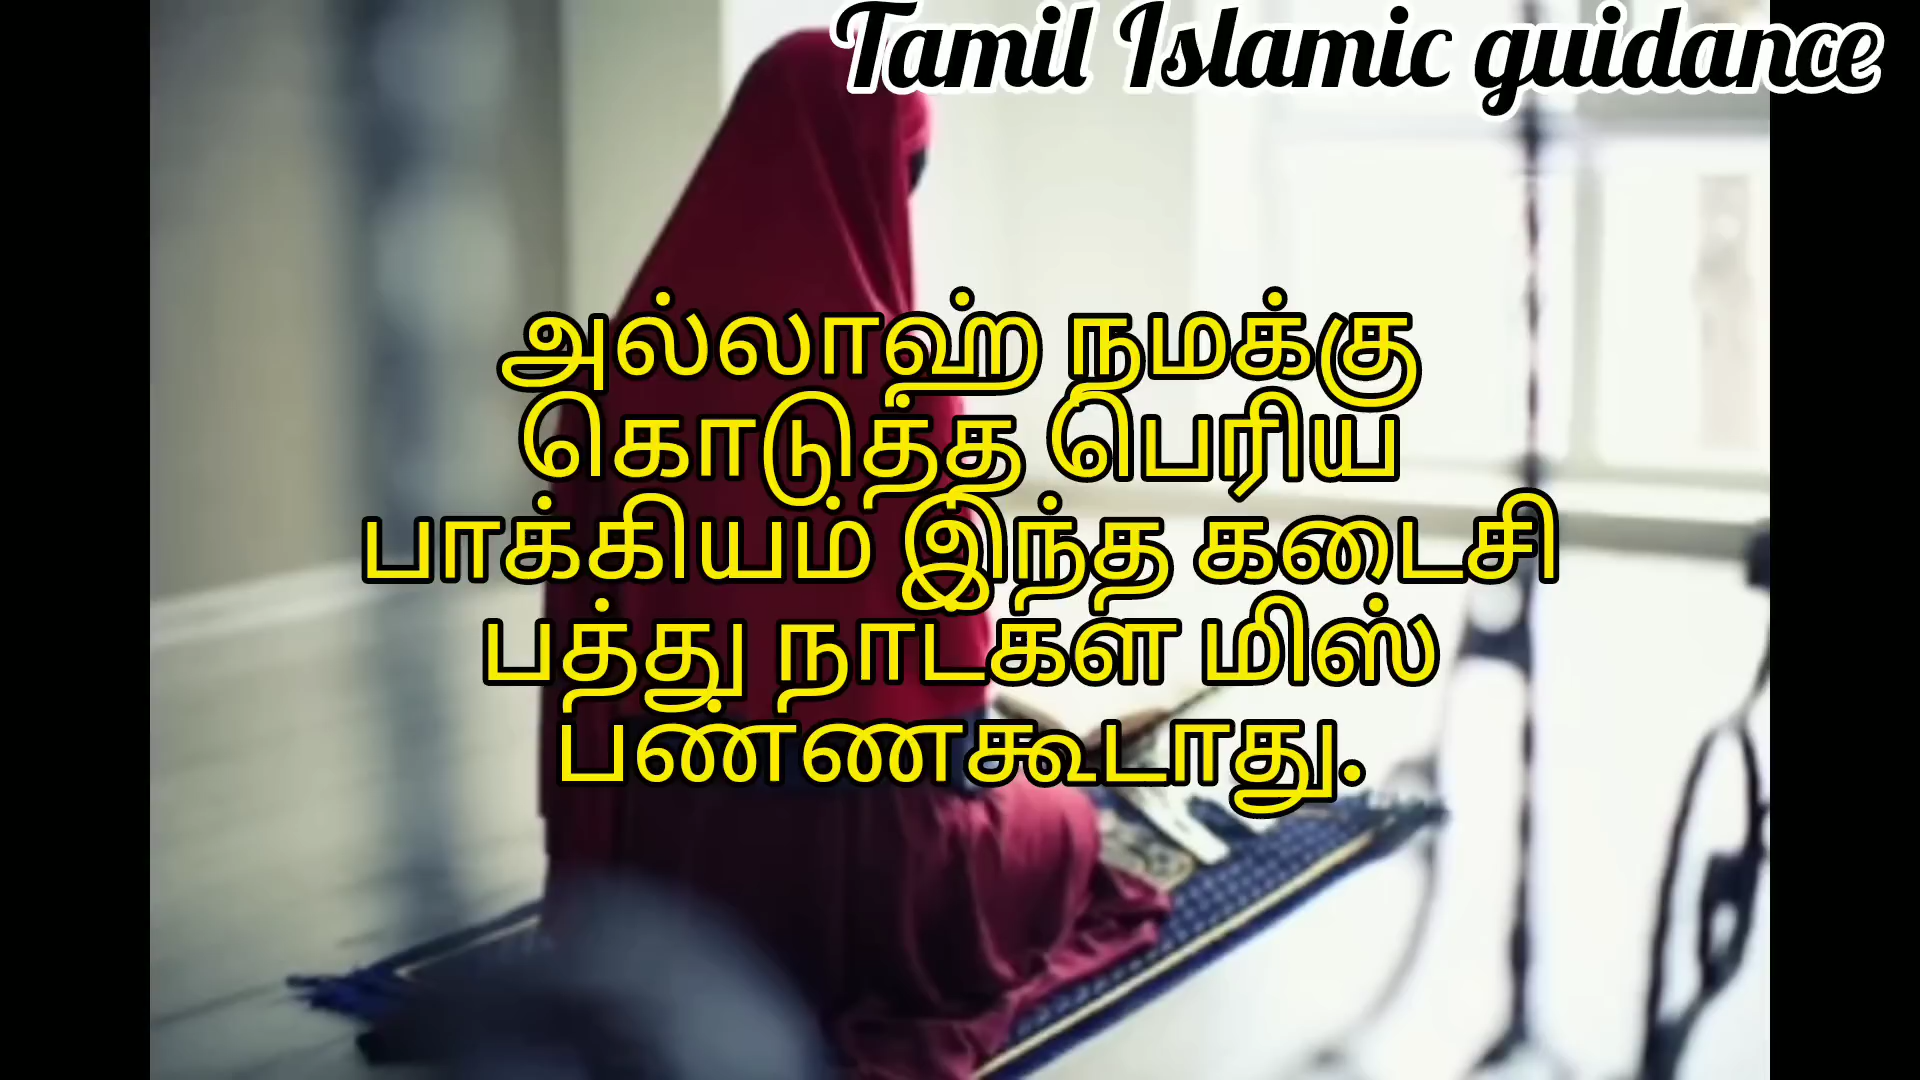 Tamil Islamic guidance
அல்லாஹ் நமக்கு
கொடுத்த பெரிய
பாக்கியம் இந்த கடைசி
பத்து நாட்கள் மிஸ்
பண்ணகூடாது.